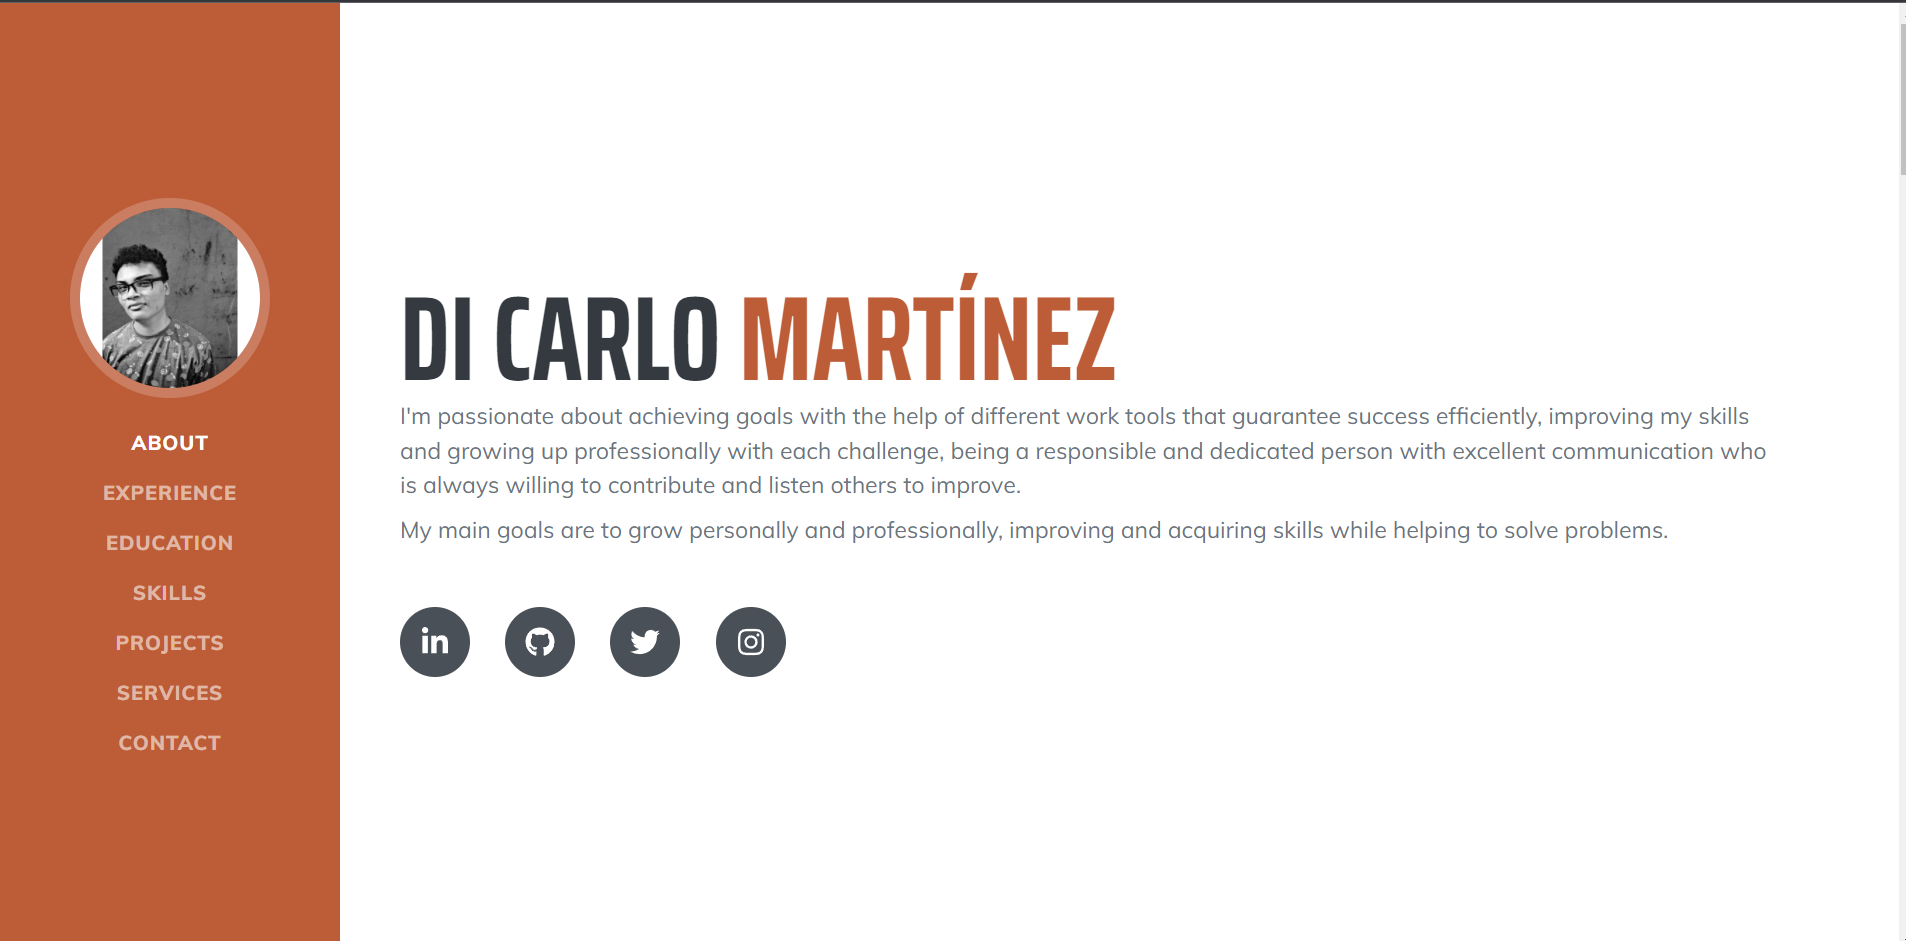 ABOUT
EXPERIENCE
EDUCATION
SKILLS
PROJECTS
SERVICES
CONTACT
DI CARLO MARTÍNEZ
I'm passionate about achieving goals with the help of different work tools that guarantee success efficiently, improving my skills
and growing up professionally with each challenge, being a responsible and dedicated person with excellent communication who
is always willing to contribute and listen others to improve.
My main goals are to grow personally and professionally, improving and acquiring skills while helping to solve problems.
in